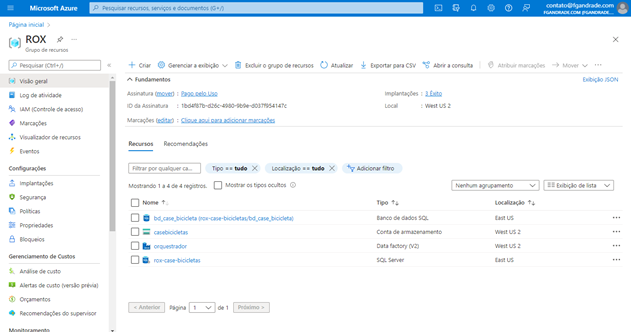 Microsoft Azure
Pesquisar recursos, serviços e documentos (G+/)
contato@fgandrade.com
FGANDRADE.COM (FGANDRADE....
Página inicial >
ROX
Grupo de recursos
Pesquisar (Ctrl+/)
Visão geral
Log de atividade
IAM (Controle de acesso)
Marcações
Visualizador de recursos
Eventos
Configurações
Implantações
Segurança
Políticas
Propriedades
Bloqueios
Gerenciamento de Custos
Análise de custo
Alertas de custo (versão prévia)
Orçamentos
Recomendações do supervisor
Monitoramento
Criar
Gerenciar a exibição
Excluir o grupo de recursos
Atualizar
Exportar para CSV
Abrir a consulta
Atribuir marcações
Mover
Fundamentos
Exibição JSON
Assinatura (mover) : Pago pelo Uso
Implantações : 3 Êxito
ID da Assinatura : 1bd4f87b-d26c-4980-9b9e-d037f954147c
Local : West US 2
Marcações (editar) : Clique aqui para adicionar marcações
Recursos Recomendações
Filtrar por qualquer ca...
Tipo == tudo
Localização == tudo
Adicionar filtro
Mostrando 1 a 4 de 4 registros.
Mostrar os tipos ocultos
Nenhum agrupamento
Exibição de lista
Nome Tipo Localização
bd_case_bicicleta (rox-case-bicicletas/bd_case_bicicleta) Banco de dados SQL East US
casebicicletas Conta de armazenamento West US 2
orquestrador Data factory (V2) West US 2
rox-case-bicicletas SQL Server East US
< Anterior Página 1 de 1 Próximo >